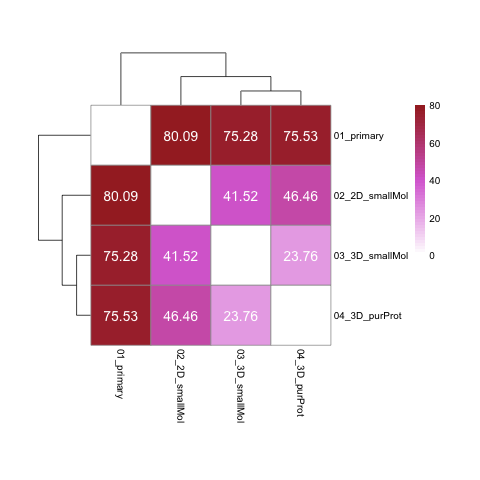 80.09 75.28 75.53 01_primary
80.09 41.52 46.46 02_2D_smallMol
75.28 41.52 23.76 03_3D_smallMol
75.53 46.46 23.76 04_3D_purProt
01_primary
02_2D_smallMol
03_3D_smallMol
04_3D_purProt
80
60
40
20
0